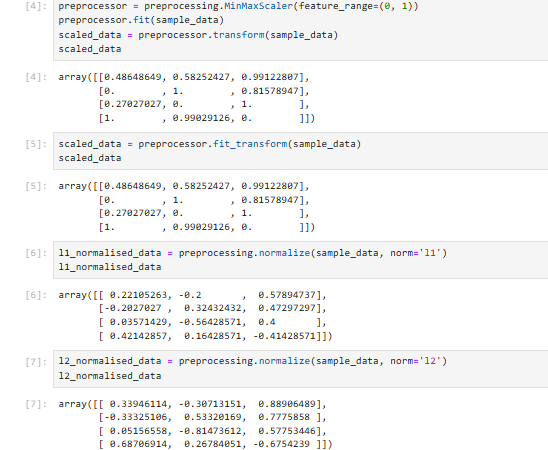 [4]: preprocessor = preprocessing.MinMaxScaler(feature_range=(0, 1))
preprocessor.fit(sample_data)
scaled_data = preprocessor.transform(sample_data)
scaled_data
[4]: array([[0.48648649, 0.58252427, 0.99122807],
[0. , 1. , 0.81578947],
[0.27027027, 0. , 1. ],
[1. , 0.99029126, 0. ]])
[5]: scaled_data = preprocessor.fit_transform(sample_data)
scaled_data
[5]: array([[0.48648649, 0.58252427, 0.99122807],
[0. , 1. , 0.81578947],
[0.27027027, 0. , 1. ],
[1. , 0.99029126, 0. ]])
[6]: l1_normalised_data = preprocessing.normalize(sample_data, norm='l1')
l1_normalised_data
[6]: array([[ 0.22105263, -0.2 , 0.57894737],
[-0.2027027 , 0.32432432, 0.47297297],
[ 0.03571429, -0.56428571, 0.4 ],
[ 0.42142857, 0.16428571, -0.41428571]])
[7]: l2_normalised_data = preprocessing.normalize(sample_data, norm='l2')
l2_normalised_data
[7]: array([[ 0.33946114, -0.30713151, 0.88906489],
[-0.33325106, 0.53320169, 0.7775858 ],
[ 0.05156558, -0.81473612, 0.57753446],
[ 0.68706914, 0.26784051, -0.6754239 ]])